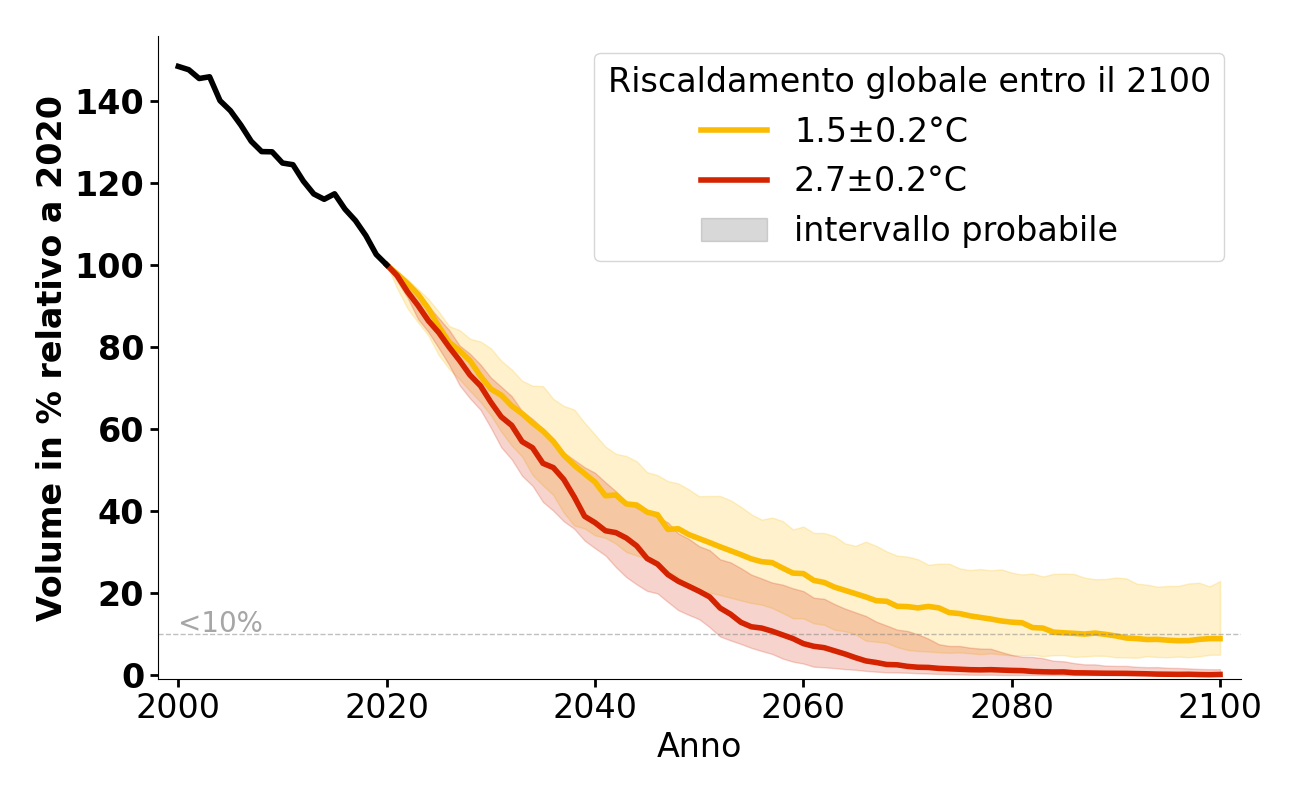 Volume in % relativo a 2020
140
120
100
80
60
40
20
0
<10%
Riscaldamento globale entro il 2100
1.5±0.2°C
2.7±0.2°C
intervallo probabile
2000 2020 2040 2060 2080 2100
Anno